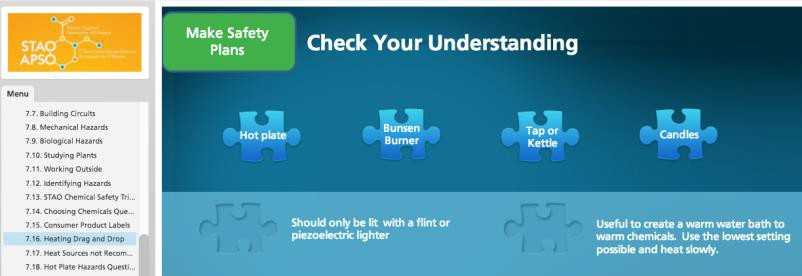 Science Teachers'
Association of Ontario
STAO
APSO
L'Association des professeurs
de sciences de l'Ontario
Menu
7.7. Building Circuits
7.8. Mechanical Hazards
7.9. Biological Hazards
7.10. Studying Plants
7.11. Working Outside
7.12. Identifying Hazards
7.13. STAO Chemical Safety Tri...
7.14. Choosing Chemicals Que...
7.15. Consumer Product Labels
7.16. Heating Drag and Drop
7.17. Heat Sources not Recom...
7.18. Hot Plate Hazards Questi...
Make Safety
Plans
Check Your Understanding
Hot plate
Bunsen
Burner
Tap or
Kettle
Candles
Should only be lit with a flint or
piezoelectric lighter
Useful to create a warm water bath to
warm chemicals. Use the lowest setting
possible and heat slowly.